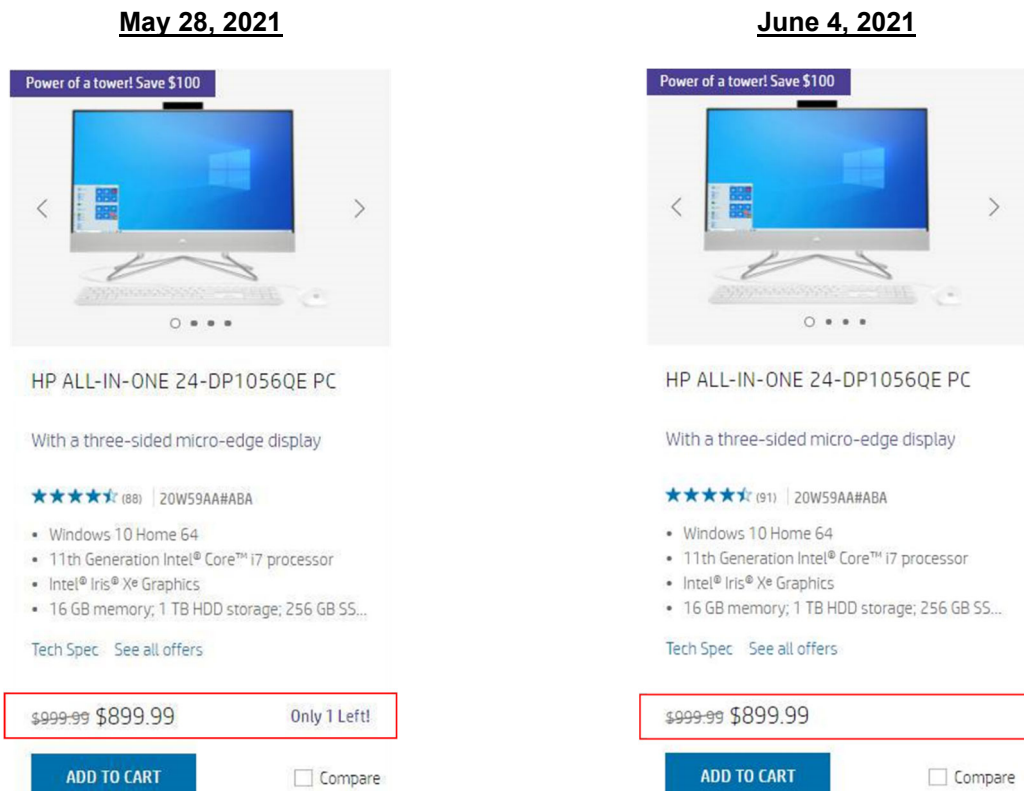 May 28, 2021
Power of a tower! Save $100
HP ALL-IN-ONE 24-DP1056QE PC
With a three-sided micro-edge display
(88) 20W59AA#ABA
• Windows 10 Home 64
• 11th Generation Intel® Core™ i7 processor
• Intel® Iris® Xe Graphics
• 16 GB memory; 1 TB HDD storage; 256 GB SS...
Tech Spec See all offers
$999.99 $899.99 Only 1 Left!
ADD TO CART Compare
June 4, 2021
Power of a tower! Save $100
HP ALL-IN-ONE 24-DP1056QE PC
With a three-sided micro-edge display
(91) 20W59AA#ABA
• Windows 10 Home 64
• 11th Generation Intel® Core™ i7 processor
• Intel® Iris® Xe Graphics
• 16 GB memory; 1 TB HDD storage; 256 GB SS...
Tech Spec See all offers
$999.99 $899.99
ADD TO CART Compare